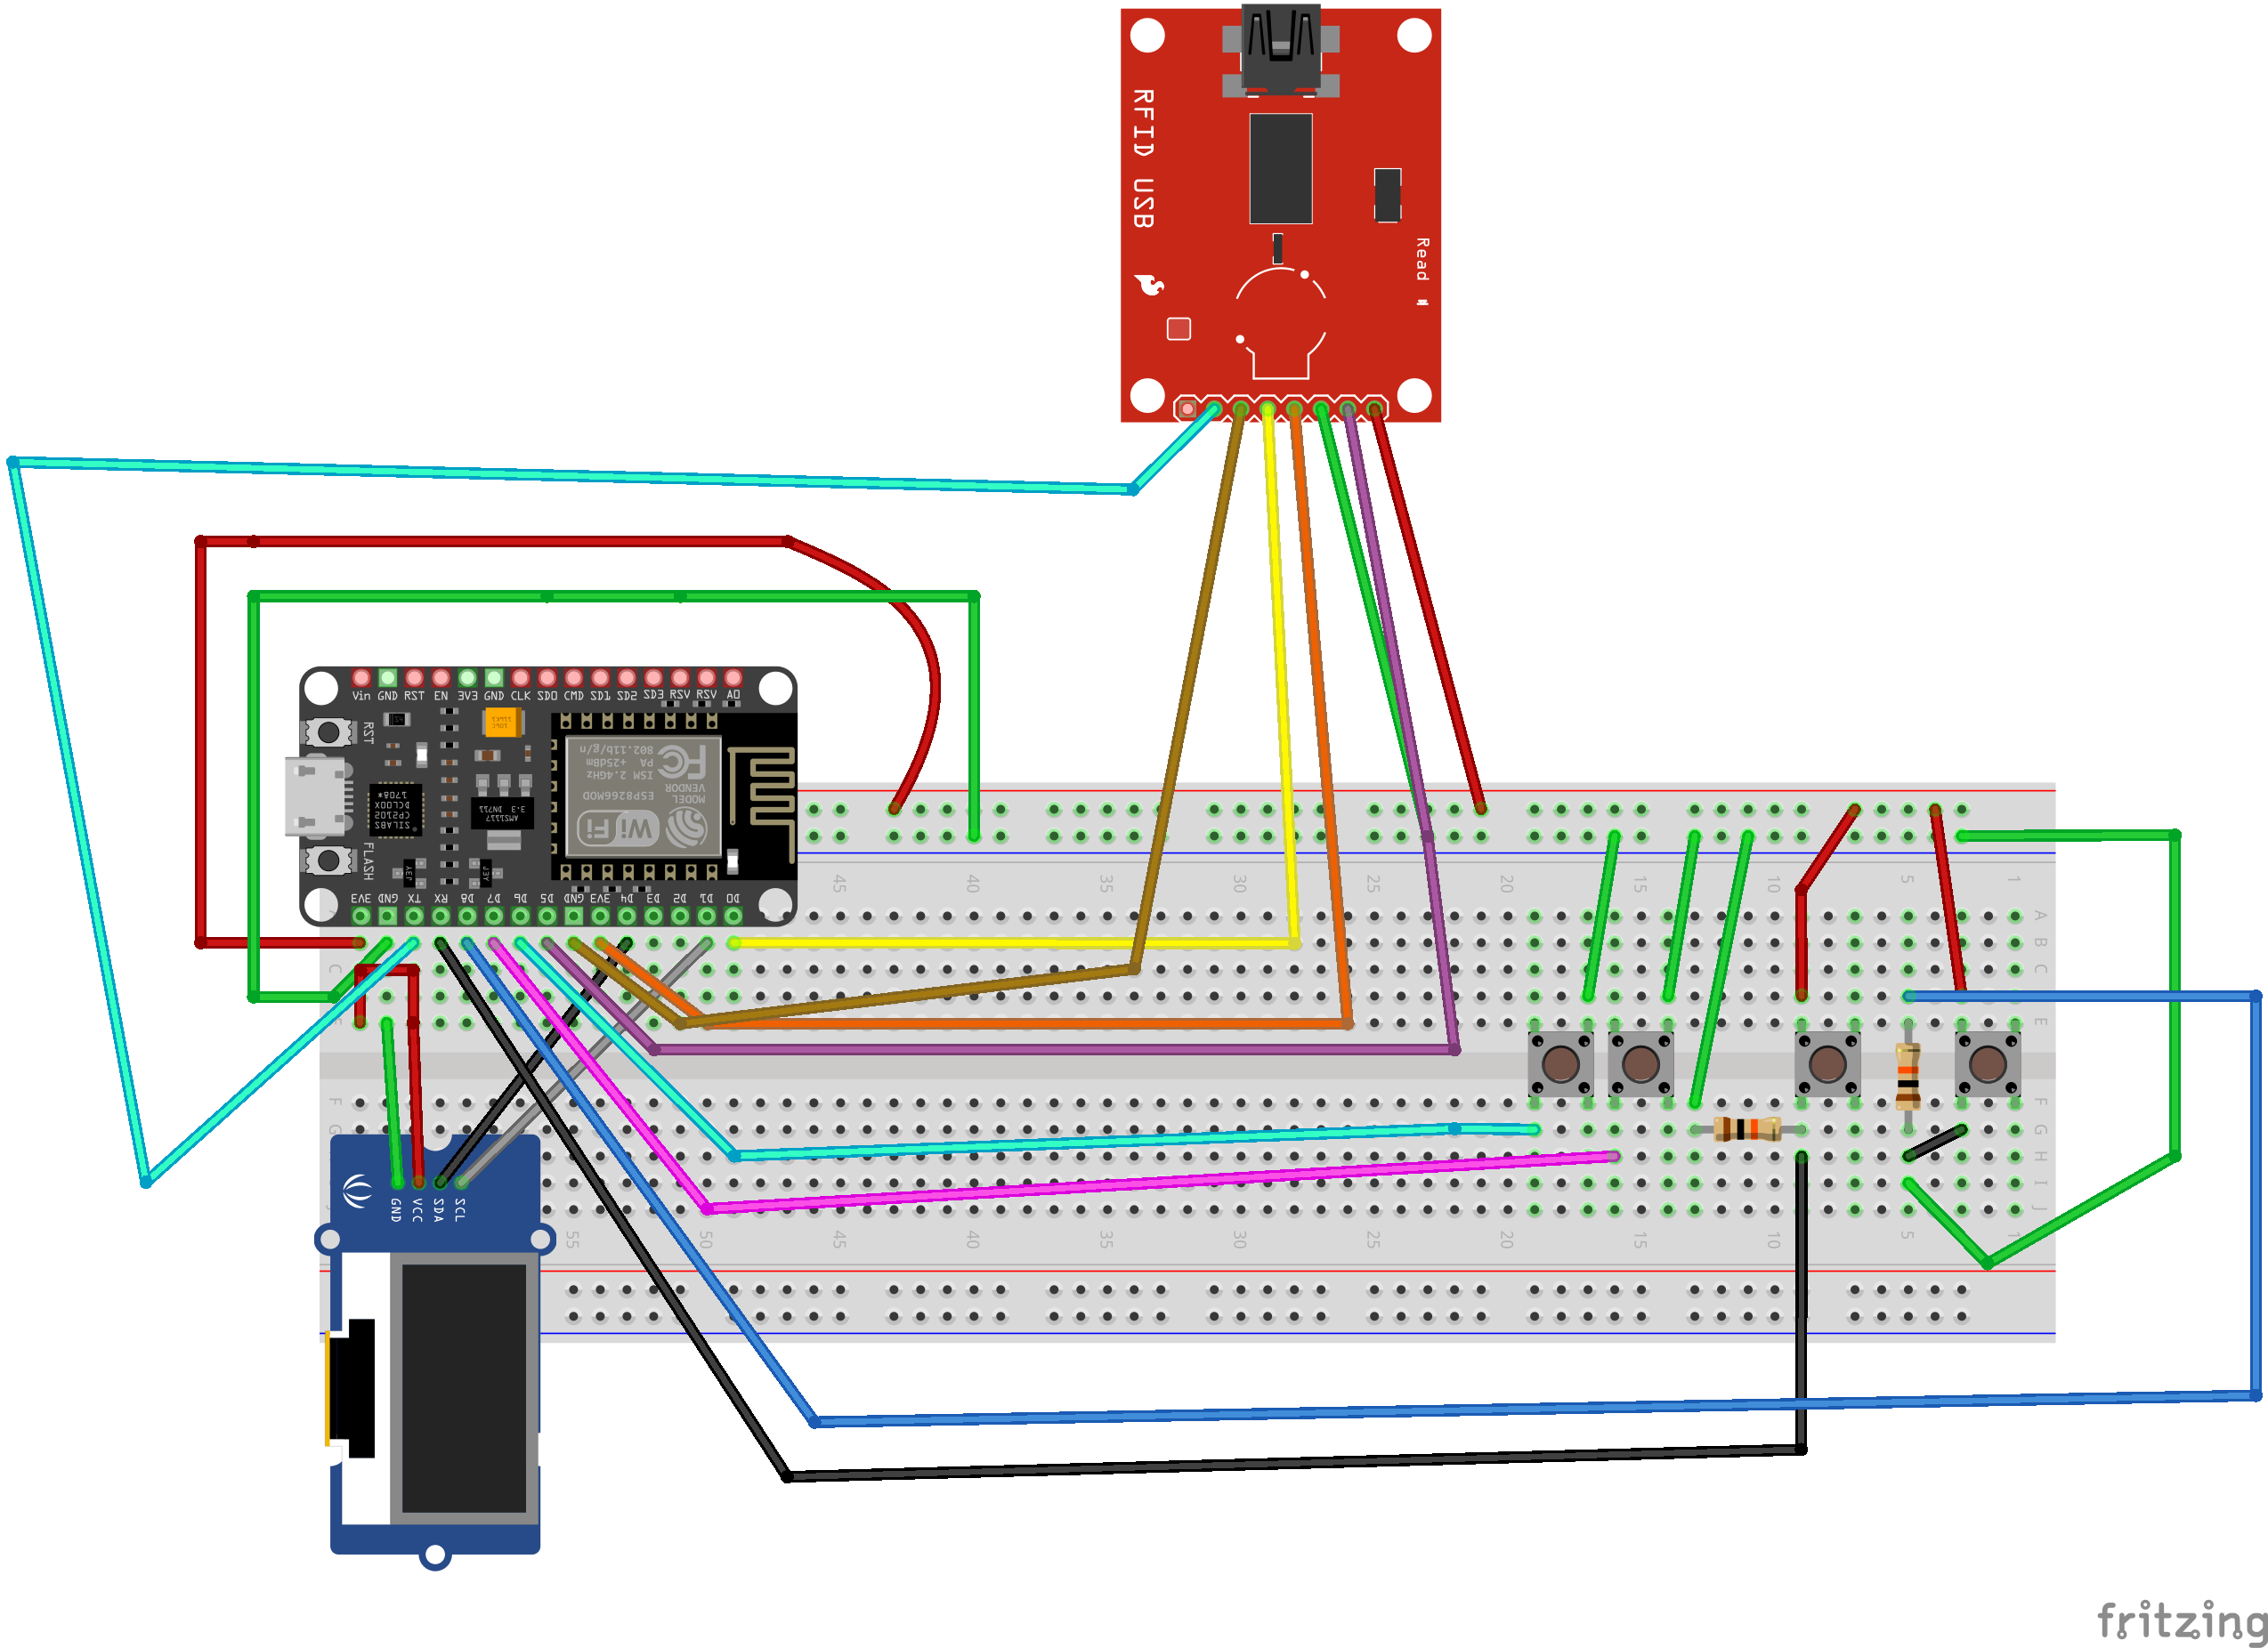 RFID USB
Read
Vin GND RST EN 3V3 GND CLK SD0 CMD SD1 SD2 SD3 RSV RSV A0
RST
FLASH
SILABS
CP2102
DCL00X
1708*
AMS1117
3.3 DN711
MODEL
VENDOR
ESP8266MOD
ISM 2.4GHz
PA +25dBm
802.11b/g/n
FC
Wi Fi
3V3 GND TX RX D8 D7 D6 D5 GND 3V3 D4 D3 D2 D1 D0
45 40 35 30 25 20 15 10 5 1
A
B
C
E
C
F
G
F
G
H
I
J
55 50 45 40 35 30 25 20 15 10 5 1
GND
VCC
SDA
SCL
fritzing